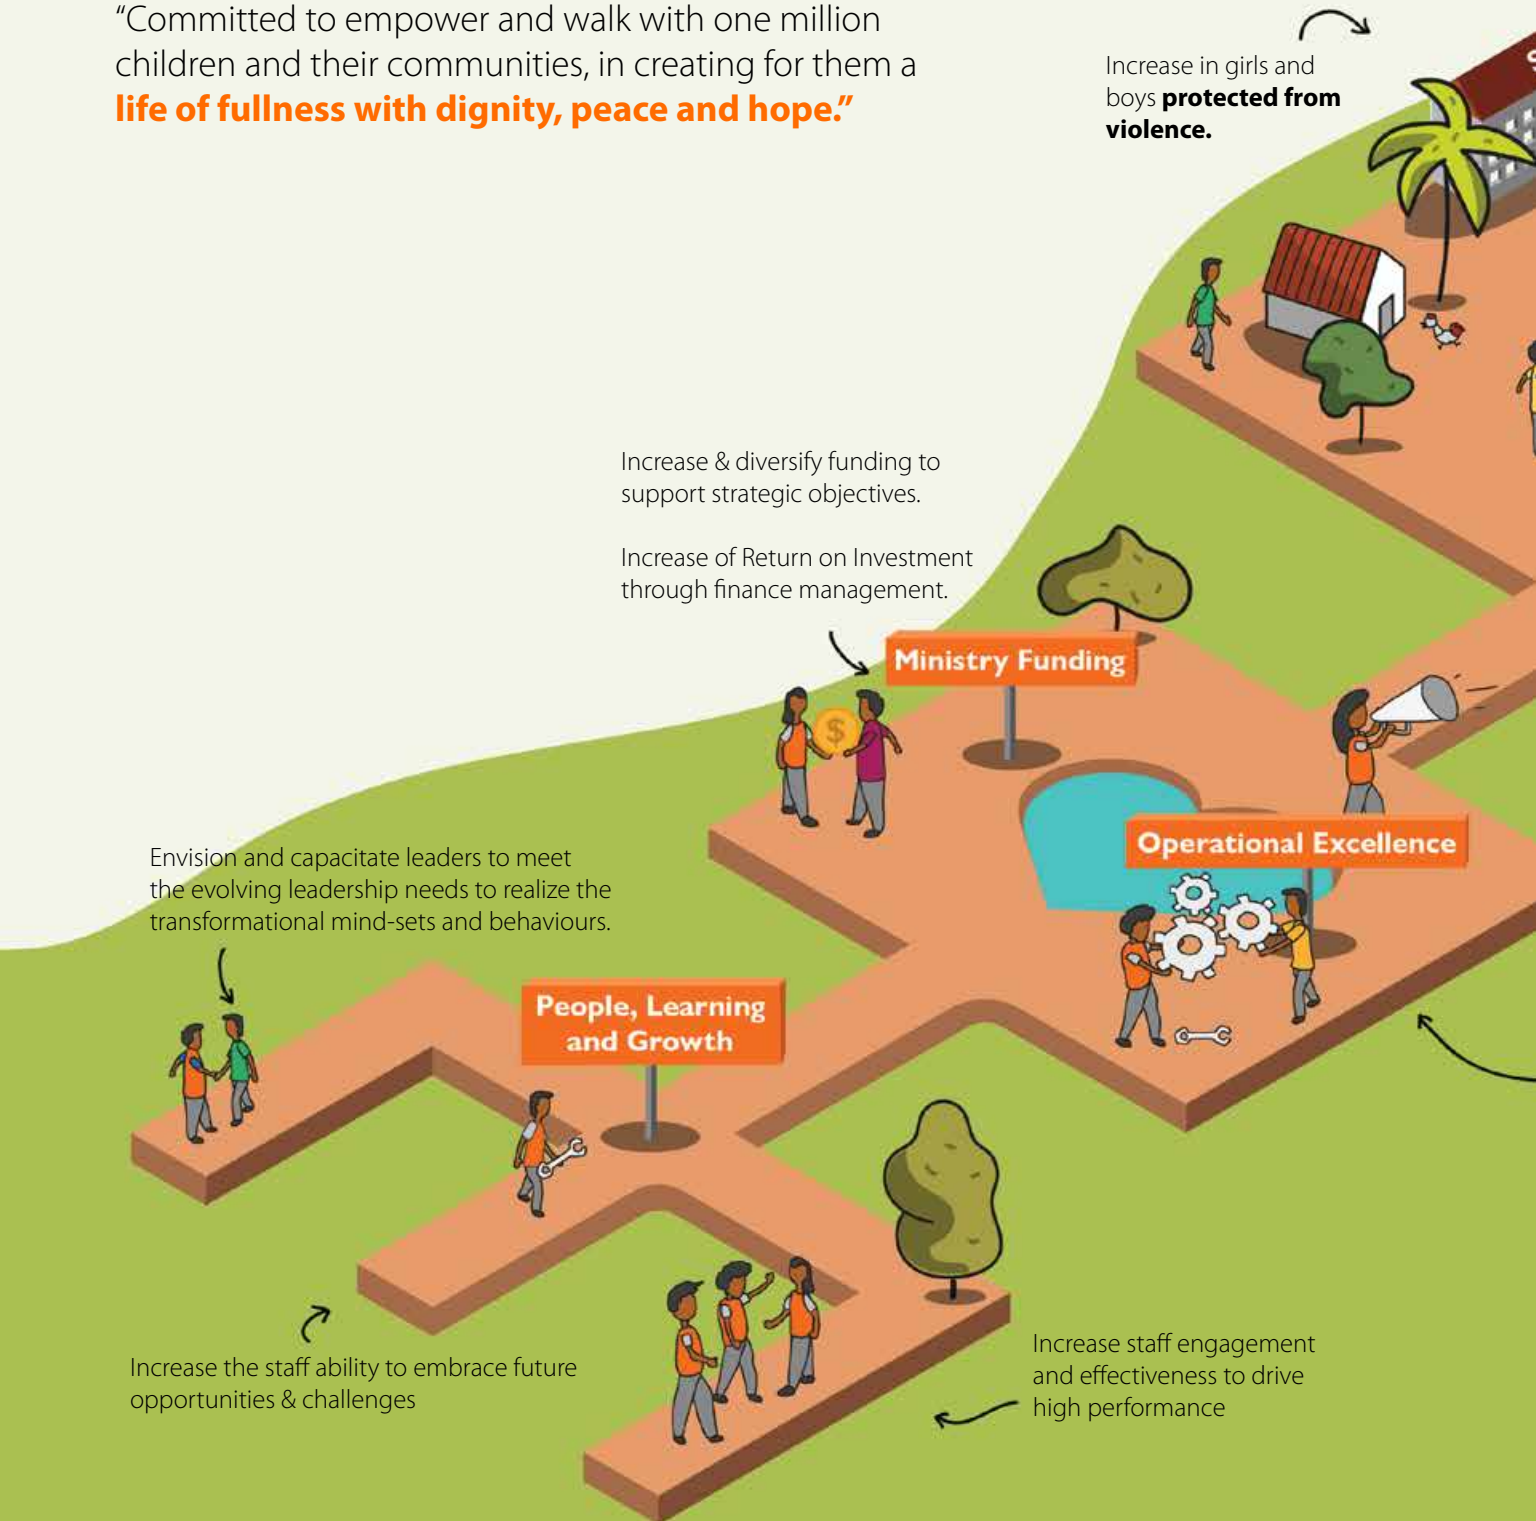 “Committed to empower and walk with one million
children and their communities, in creating for them a
life of fullness with dignity, peace and hope.”
Increase in girls and
boys protected from
violence.
Increase & diversify funding to
support strategic objectives.
Increase of Return on Investment
through finance management.
Ministry Funding
$
Operational Excellence
Envision and capacitate leaders to meet
the evolving leadership needs to realize the
transformational mind-sets and behaviours.
People, Learning
and Growth
Increase the staff ability to embrace future
opportunities & challenges
Increase staff engagement
and effectiveness to drive
high performance